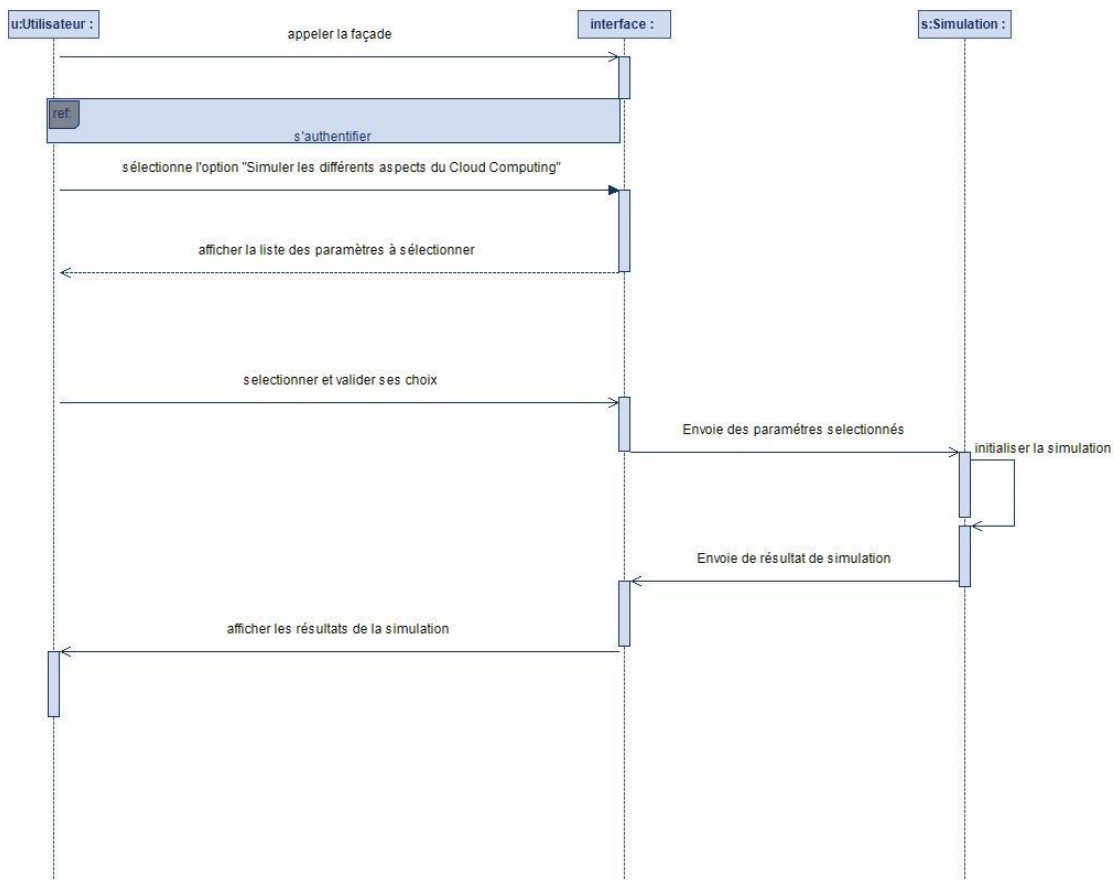 u:Utilisateur :
interface :
s:Simulation :
appeler la façade
ref:
s'authentifier
sélectionne l'option "Simuler les différents aspects du Cloud Computing"
afficher la liste des paramètres à sélectionner
selectionner et valider ses choix
Envoie des paramétres selectionnés
initialiser la simulation
Envoie de résultat de simulation
afficher les résultats de la simulation